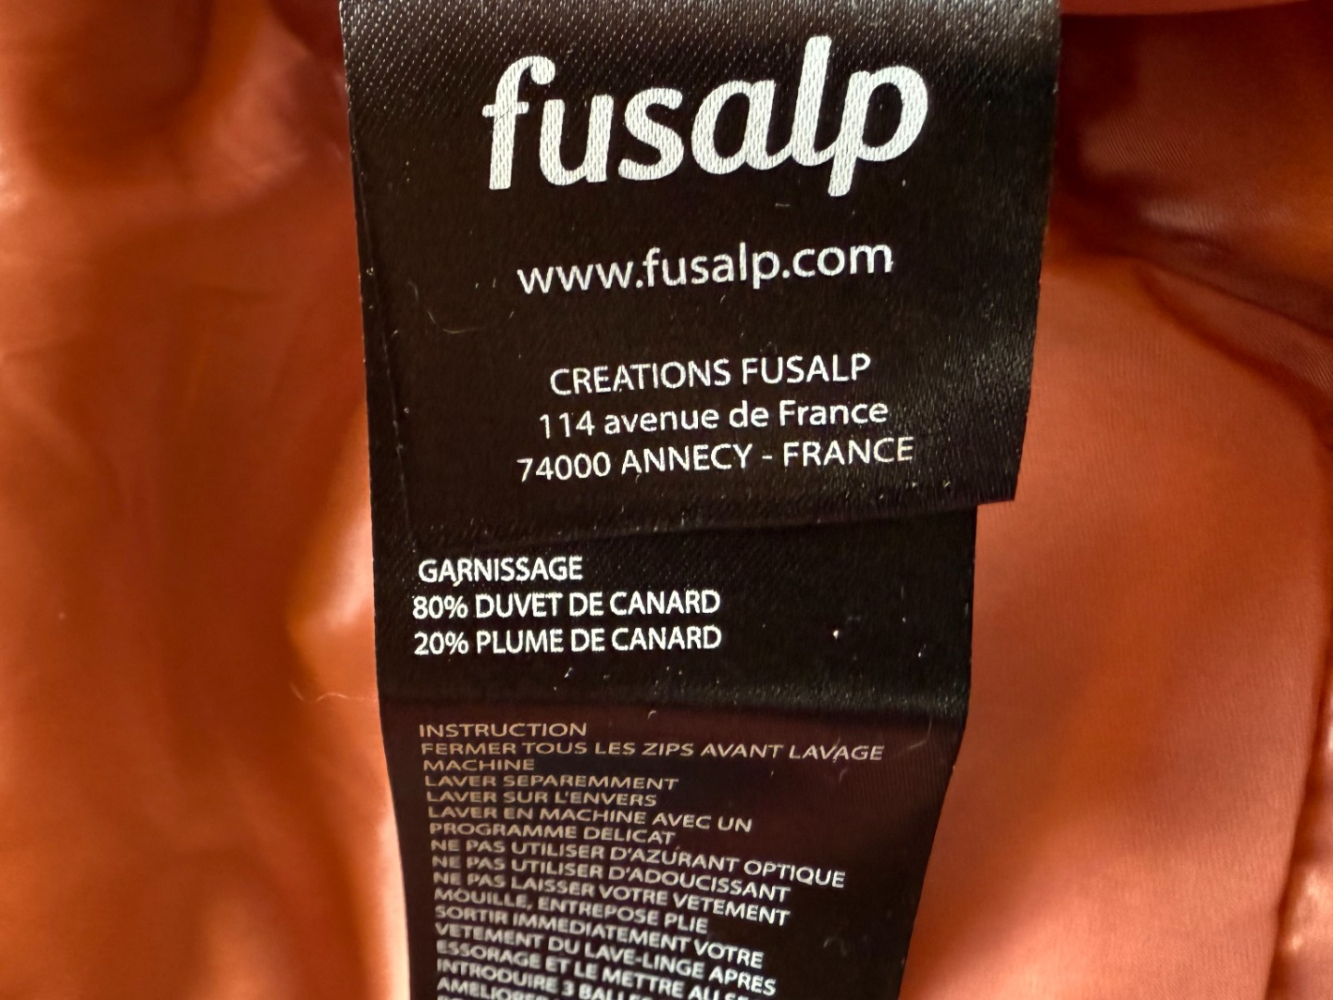 fusalp
www.fusalp.com
CREATIONS FUSALP
114 avenue de France
74000 ANNECY - FRANCE
GARNISSAGE
80% DUVET DE CANARD
20% PLUME DE CANARD
INSTRUCTION
FERMER TOUS LES ZIPS AVANT LAVAGE
MACHINE
LAVER SEPAREMMENT
LAVER SUR L'ENVERS
LAVER EN MACHINE AVEC UN
PROGRAMME DELICAT
NE PAS UTILISER D'AZURANT OPTIQUE
NE PAS UTILISER D'ADOUCISSANT
NE PAS LAISSER VOTRE VETEMENT
MOUILLE, ENTREPOSE PLIE
SORTIR IMMEDIATEMENT VOTRE
VETEMENT DU LAVE-LINGE APRES
ESSORAGE ET LE METTRE AU
INTRODUIRE 3